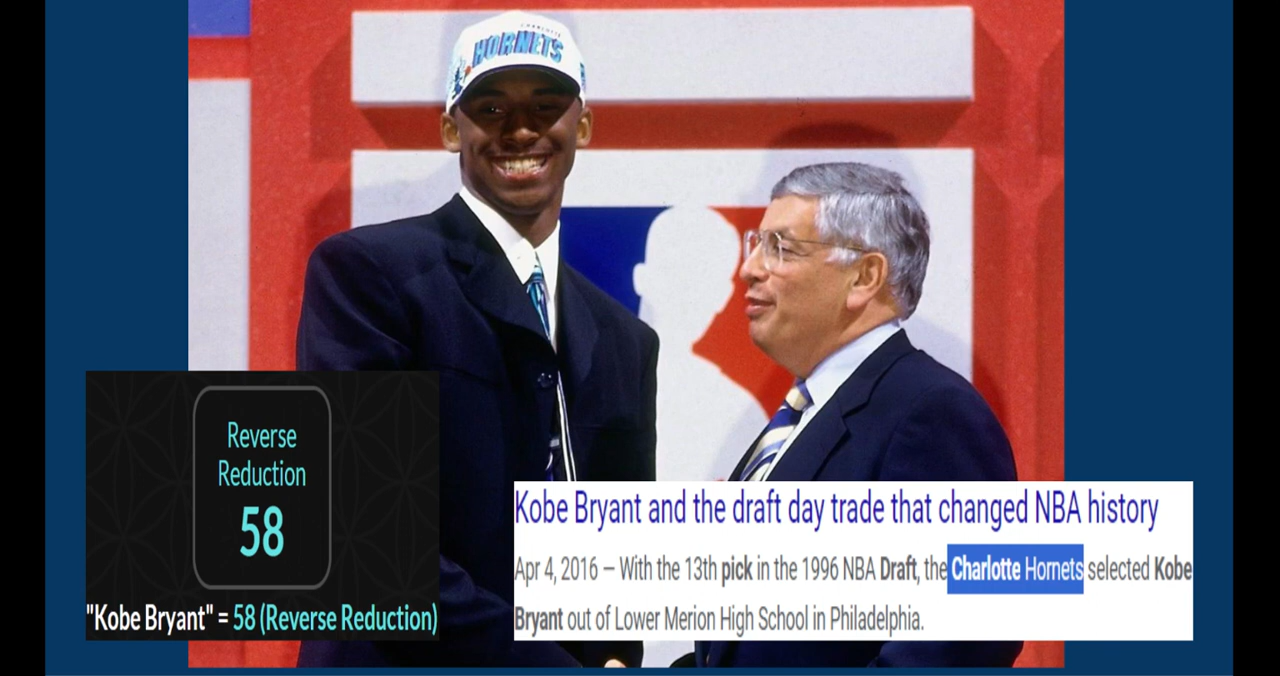 CHARLOTTE
HORNETS
Reverse
Reduction
58
"Kobe Bryant" = 58 (Reverse Reduction)
Kobe Bryant and the draft day trade that changed NBA history
Apr 4, 2016 — With the 13th pick in the 1996 NBA Draft, the Charlotte Hornets selected Kobe
Bryant out of Lower Merion High School in Philadelphia.